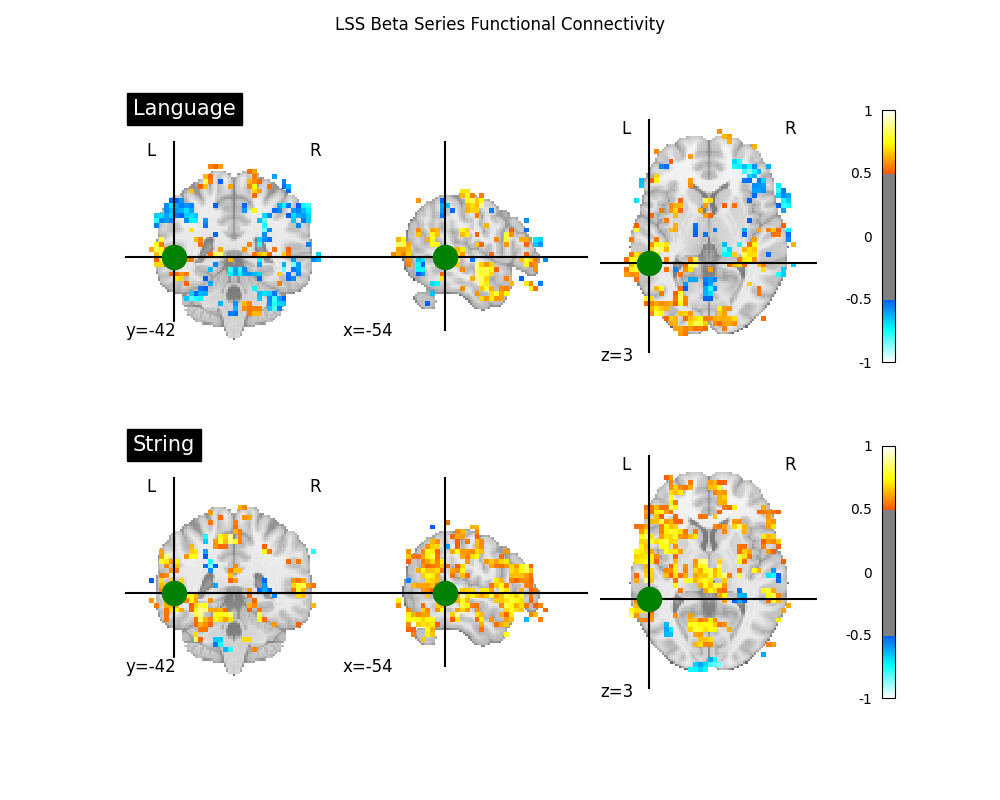 LSS Beta Series Functional Connectivity
Language
L R
L R
y=-42 x=-54
z=3
1
0.5
0
-0.5
-1
String
L R
L R
y=-42 x=-54
z=3
1
0.5
0
-0.5
-1